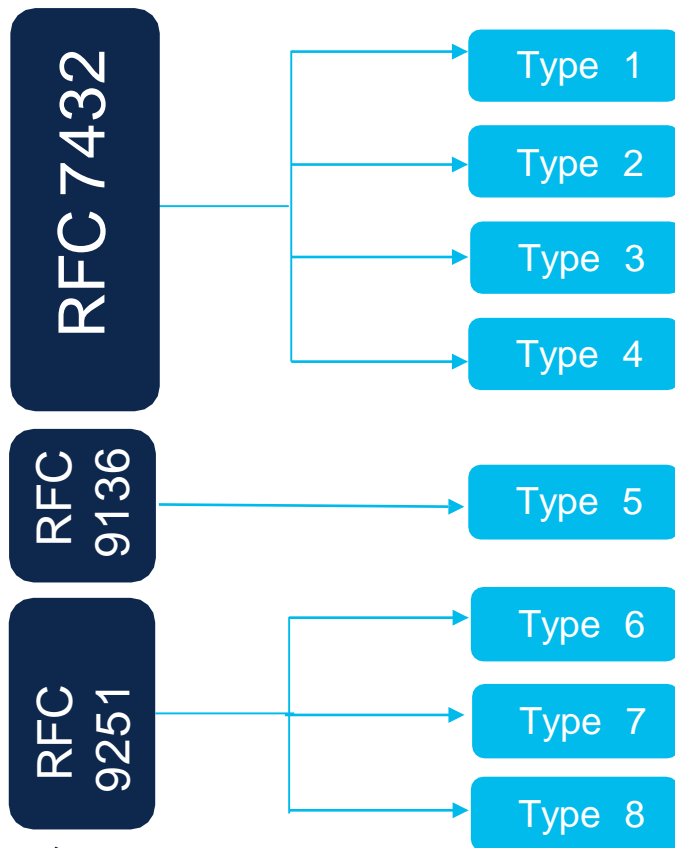 RFC 7432
Type 1
Type 2
Type 3
Type 4
RFC
9136
Type 5
RFC
9251
Type 6
Type 7
Type 8